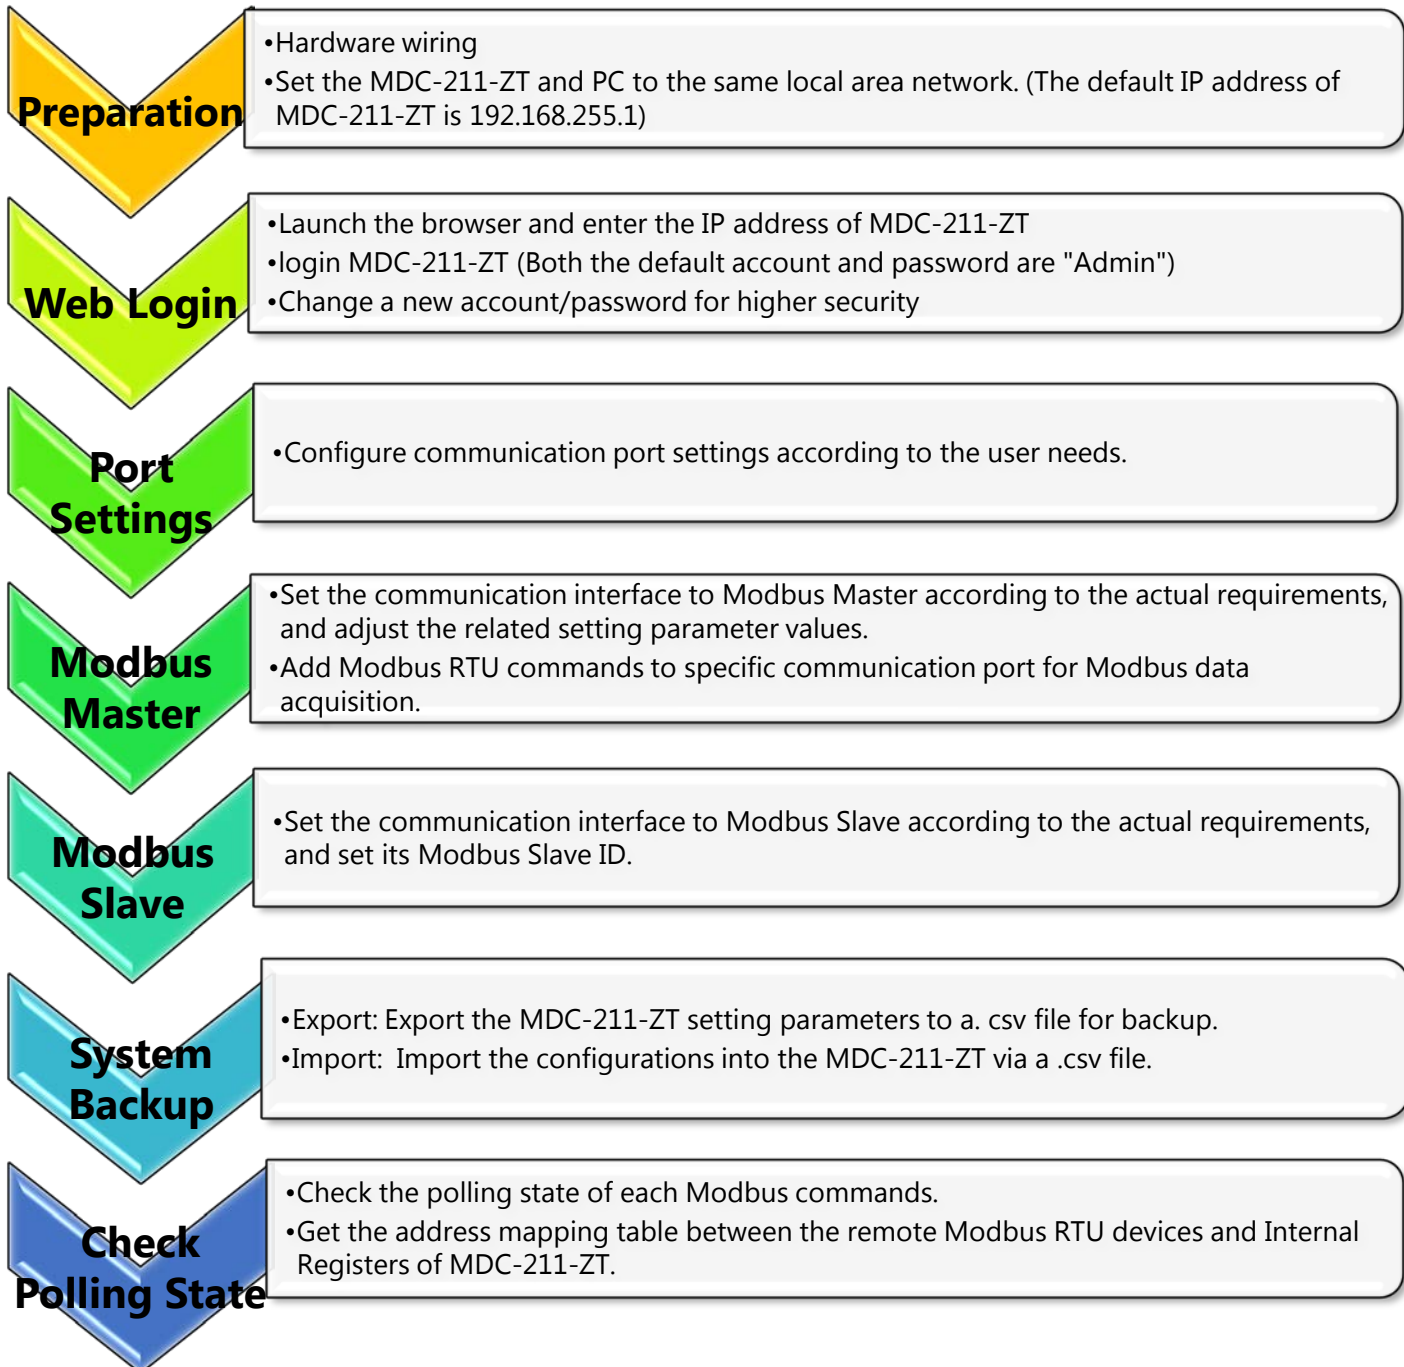 Preparation
•Hardware wiring
•Set the MDC-211-ZT and PC to the same local area network. (The default IP address of
MDC-211-ZT is 192.168.255.1)
Web Login
•Launch the browser and enter the IP address of MDC-211-ZT
•login MDC-211-ZT (Both the default account and password are "Admin")
•Change a new account/password for higher security
Port
Settings
•Configure communication port settings according to the user needs.
Modbus
Master
•Set the communication interface to Modbus Master according to the actual requirements,
and adjust the related setting parameter values.
•Add Modbus RTU commands to specific communication port for Modbus data
acquisition.
Modbus
Slave
•Set the communication interface to Modbus Slave according to the actual requirements,
and set its Modbus Slave ID.
System
Backup
•Export: Export the MDC-211-ZT setting parameters to a. csv file for backup.
•Import:  Import the configurations into the MDC-211-ZT via a .csv file.
Check
Polling State
•Check the polling state of each Modbus commands.
•Get the address mapping table between the remote Modbus RTU devices and Internal
Registers of MDC-211-ZT.